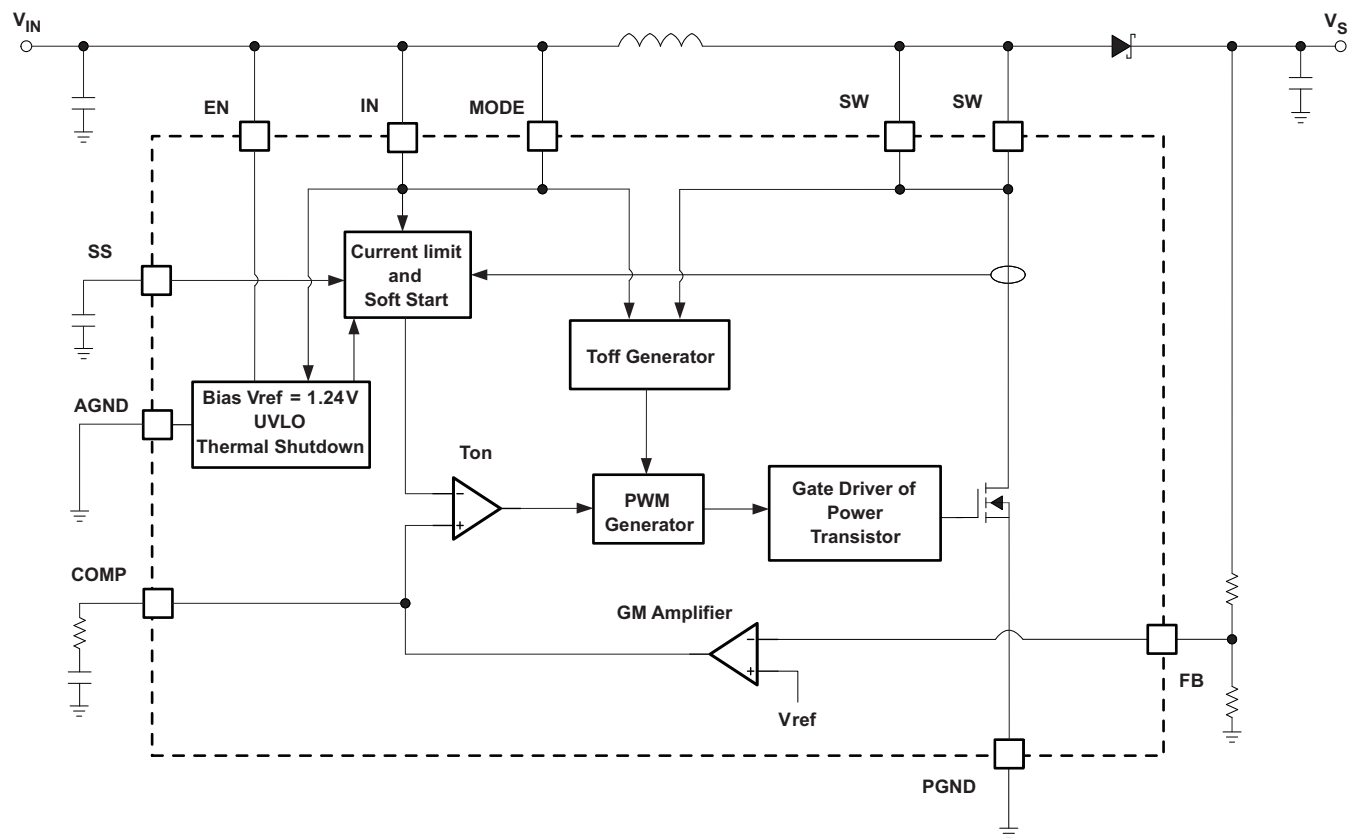 VIN
VS
EN
IN
MODE
SW
SW
SS
Current limit
and
Soft Start
Toff Generator
AGND
Bias Vref = 1.24V
UVLO
Thermal Shutdown
Ton
−
+
PWM
Generator
Gate Driver of
Power
Transistor
COMP
GM Amplifier
−
+
Vref
FB
PGND